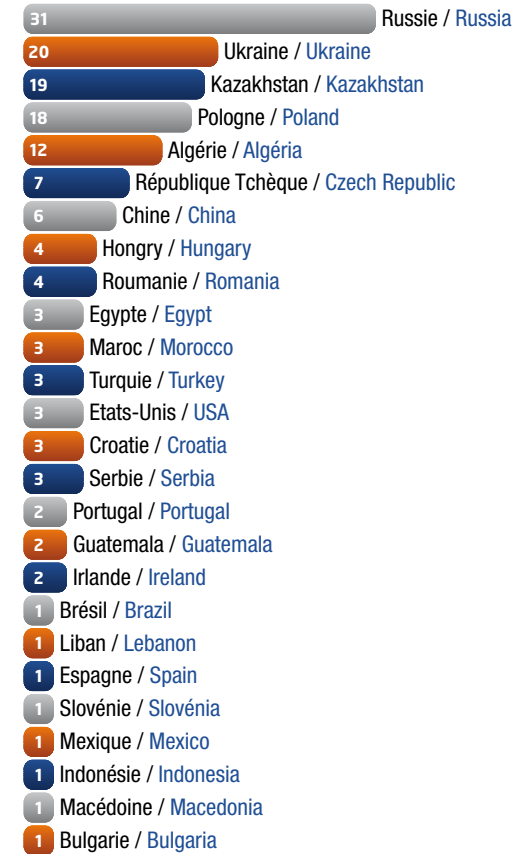 31 Russie / Russia
20 Ukraine / Ukraine
19 Kazakhstan / Kazakhstan
18 Pologne / Poland
12 Algérie / Algéria
7 République Tchèque / Czech Republic
6 Chine / China
4 Hongry / Hungary
4 Roumanie / Romania
3 Egypte / Egypt
3 Maroc / Morocco
3 Turquie / Turkey
3 Etats-Unis / USA
3 Croatie / Croatia
3 Serbie / Serbia
2 Portugal / Portugal
2 Guatemala / Guatemala
2 Irlande / Ireland
1 Brésil / Brazil
1 Liban / Lebanon
1 Espagne / Spain
1 Slovénie / Slovénia
1 Mexique / Mexico
1 Indonésie / Indonesia
1 Macédoine / Macedonia
1 Bulgarie / Bulgaria